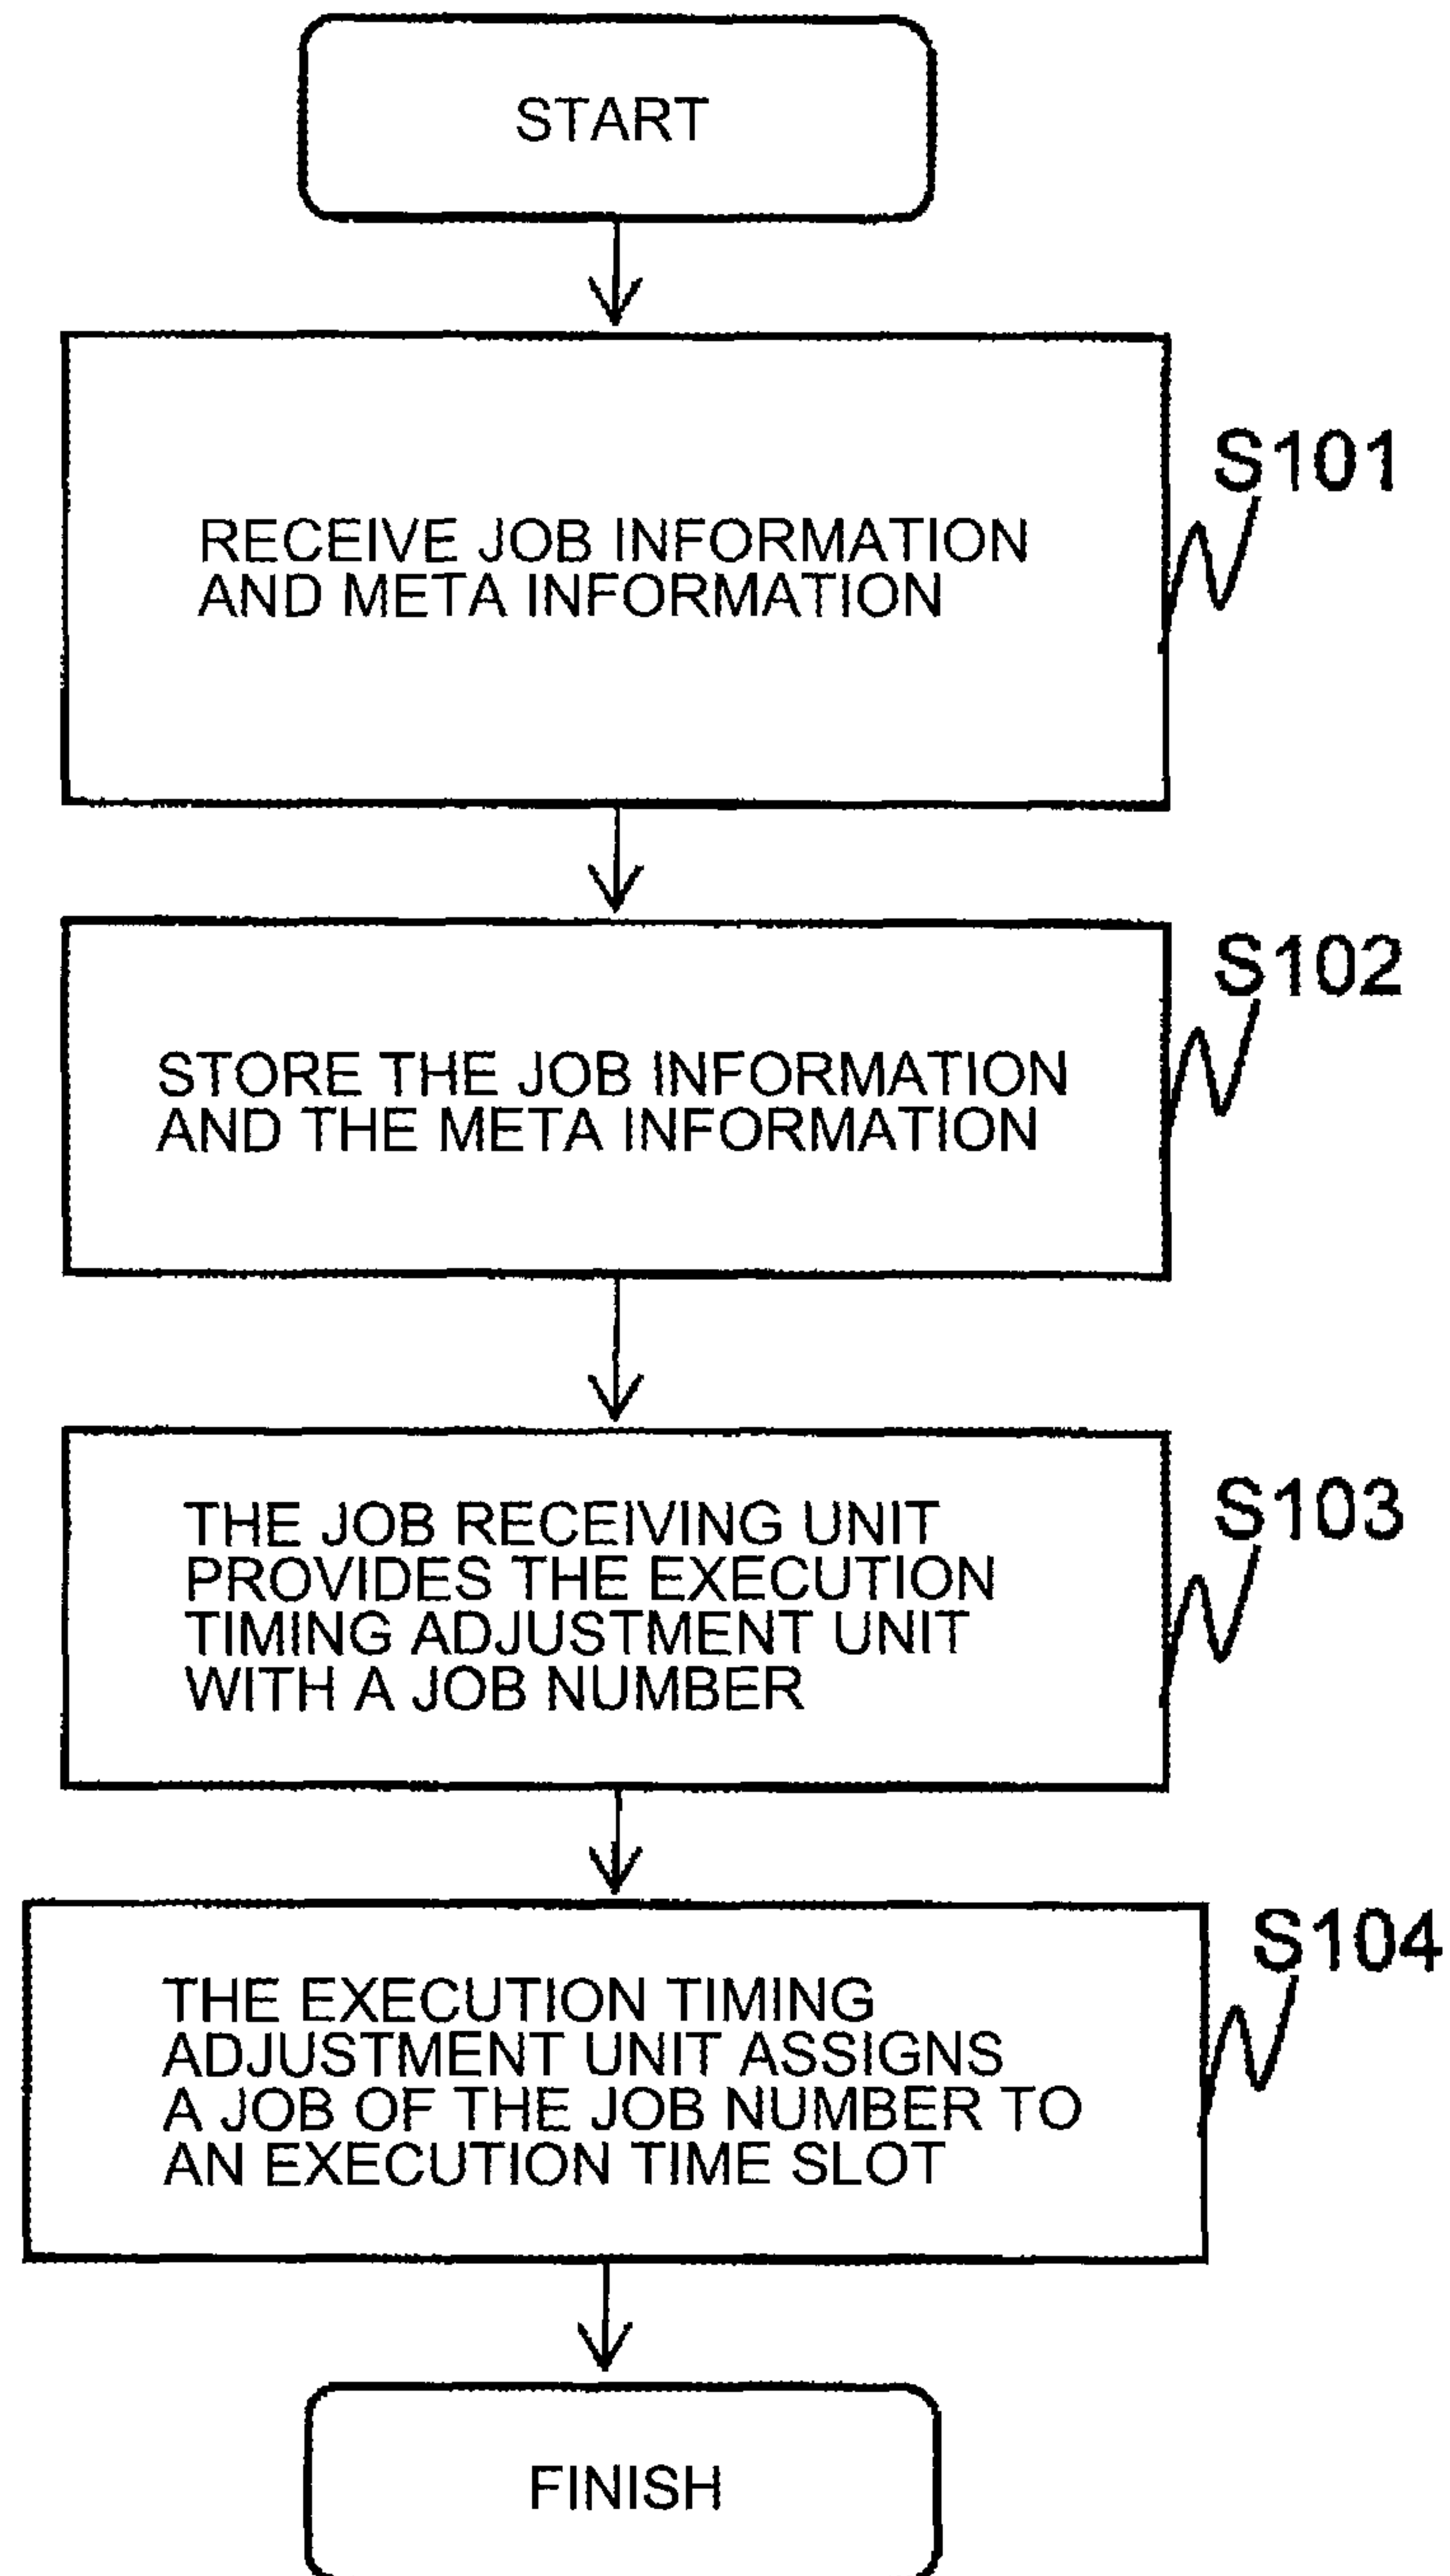 START
S101
RECEIVE JOB INFORMATION
AND META INFORMATION
S102
STORE THE JOB INFORMATION
AND THE META INFORMATION
S103
THE JOB RECEIVING UNIT
PROVIDES THE EXECUTION
TIMING ADJUSTMENT UNIT
WITH A JOB NUMBER
S104
THE EXECUTION TIMING
ADJUSTMENT UNIT ASSIGNS
A JOB OF THE JOB NUMBER TO
AN EXECUTION TIME SLOT
FINISH